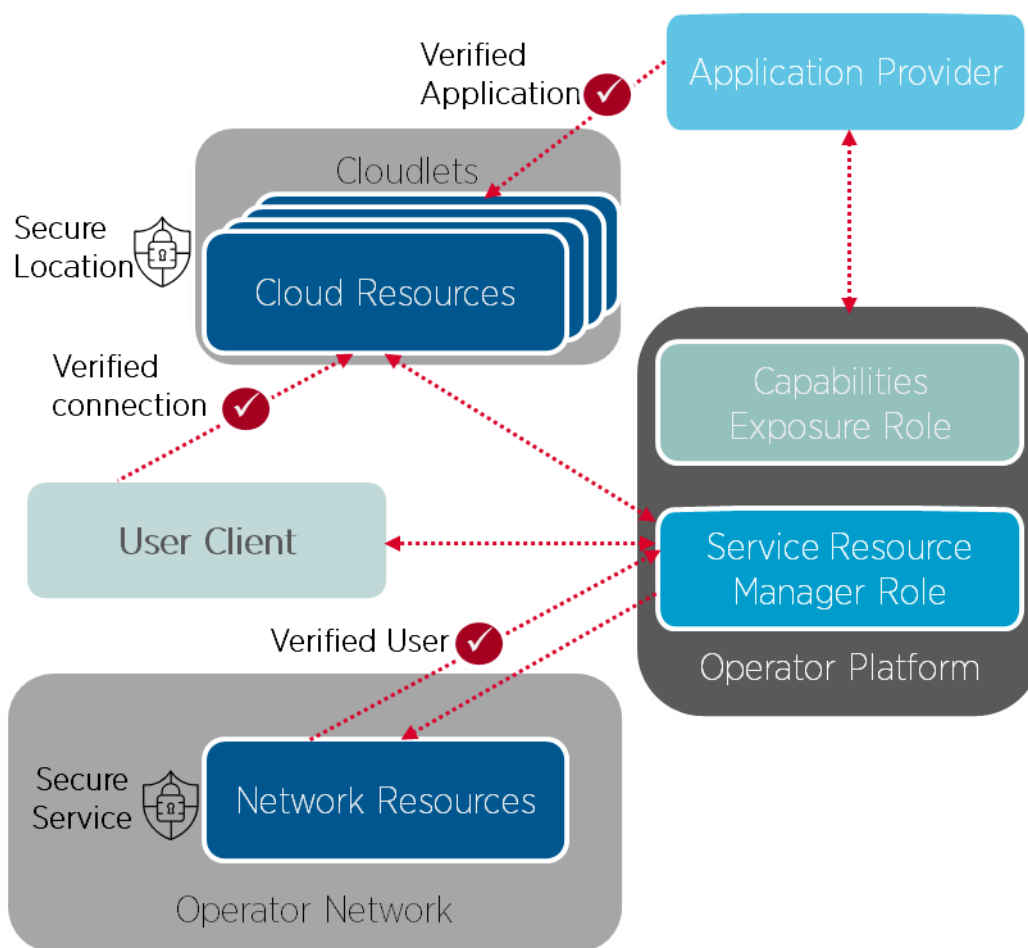 Verified
Application
Application Provider
Cloudlets
Secure
Location
Cloud Resources
Verified
connection
Capabilities
Exposure Role
User Client
Service Resource
Manager Role
Verified User
Operator Platform
Secure
Service
Network Resources
Operator Network